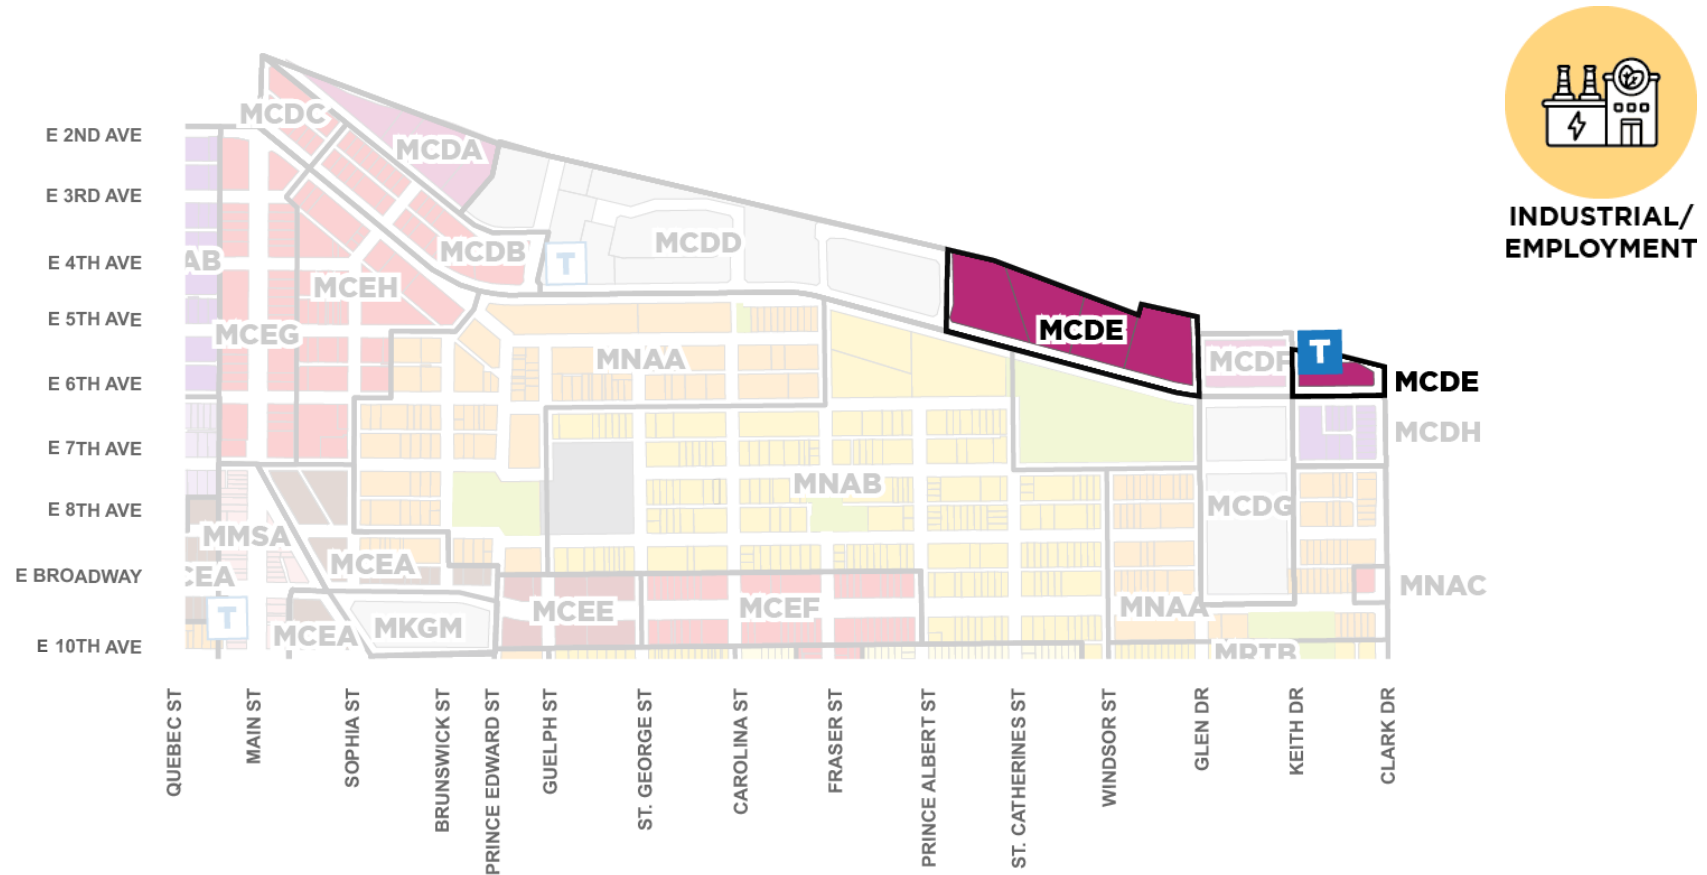 MCDC
E 2ND AVE
MCDA
E 3RD AVE
INDUSTRIAL/
EMPLOYMENT
MCDD
MCDB
E 4TH AVE
AB
T
MCEH
E 5TH AVE
MCEG
MCDE
T
MNAA
MCDF
E 6TH AVE
MCDE
MCDH
E 7TH AVE
MNAB
E 8TH AVE
MCDG
MMSA
MCEA
E BROADWAY
CEA
MNAC
MCEE
MCEF
MNAA
T
MCEA
MKGM
E 10TH AVE
MRTB
QUEBEC ST
MAIN ST
SOPHIA ST
BRUNSWICK ST
PRINCE EDWARD ST
GUELPH ST
ST. GEORGE ST
CAROLINA ST
FRASER ST
PRINCE ALBERT ST
ST. CATHERINES ST
WINDSOR ST
GLEN DR
KEITH DR
CLARK DR